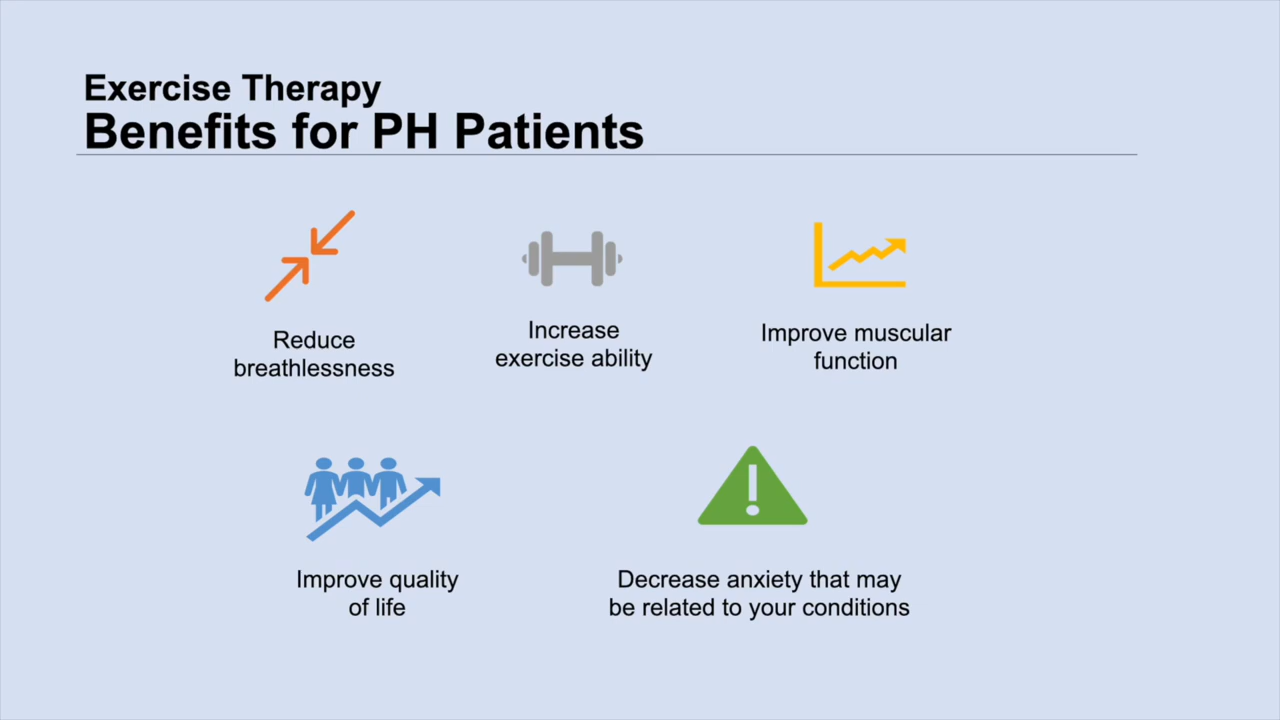 Exercise Therapy
Benefits for PH Patients
Reduce
breathlessness
Increase
exercise ability
Improve muscular
function
Improve quality
of life
Decrease anxiety that may
be related to your conditions